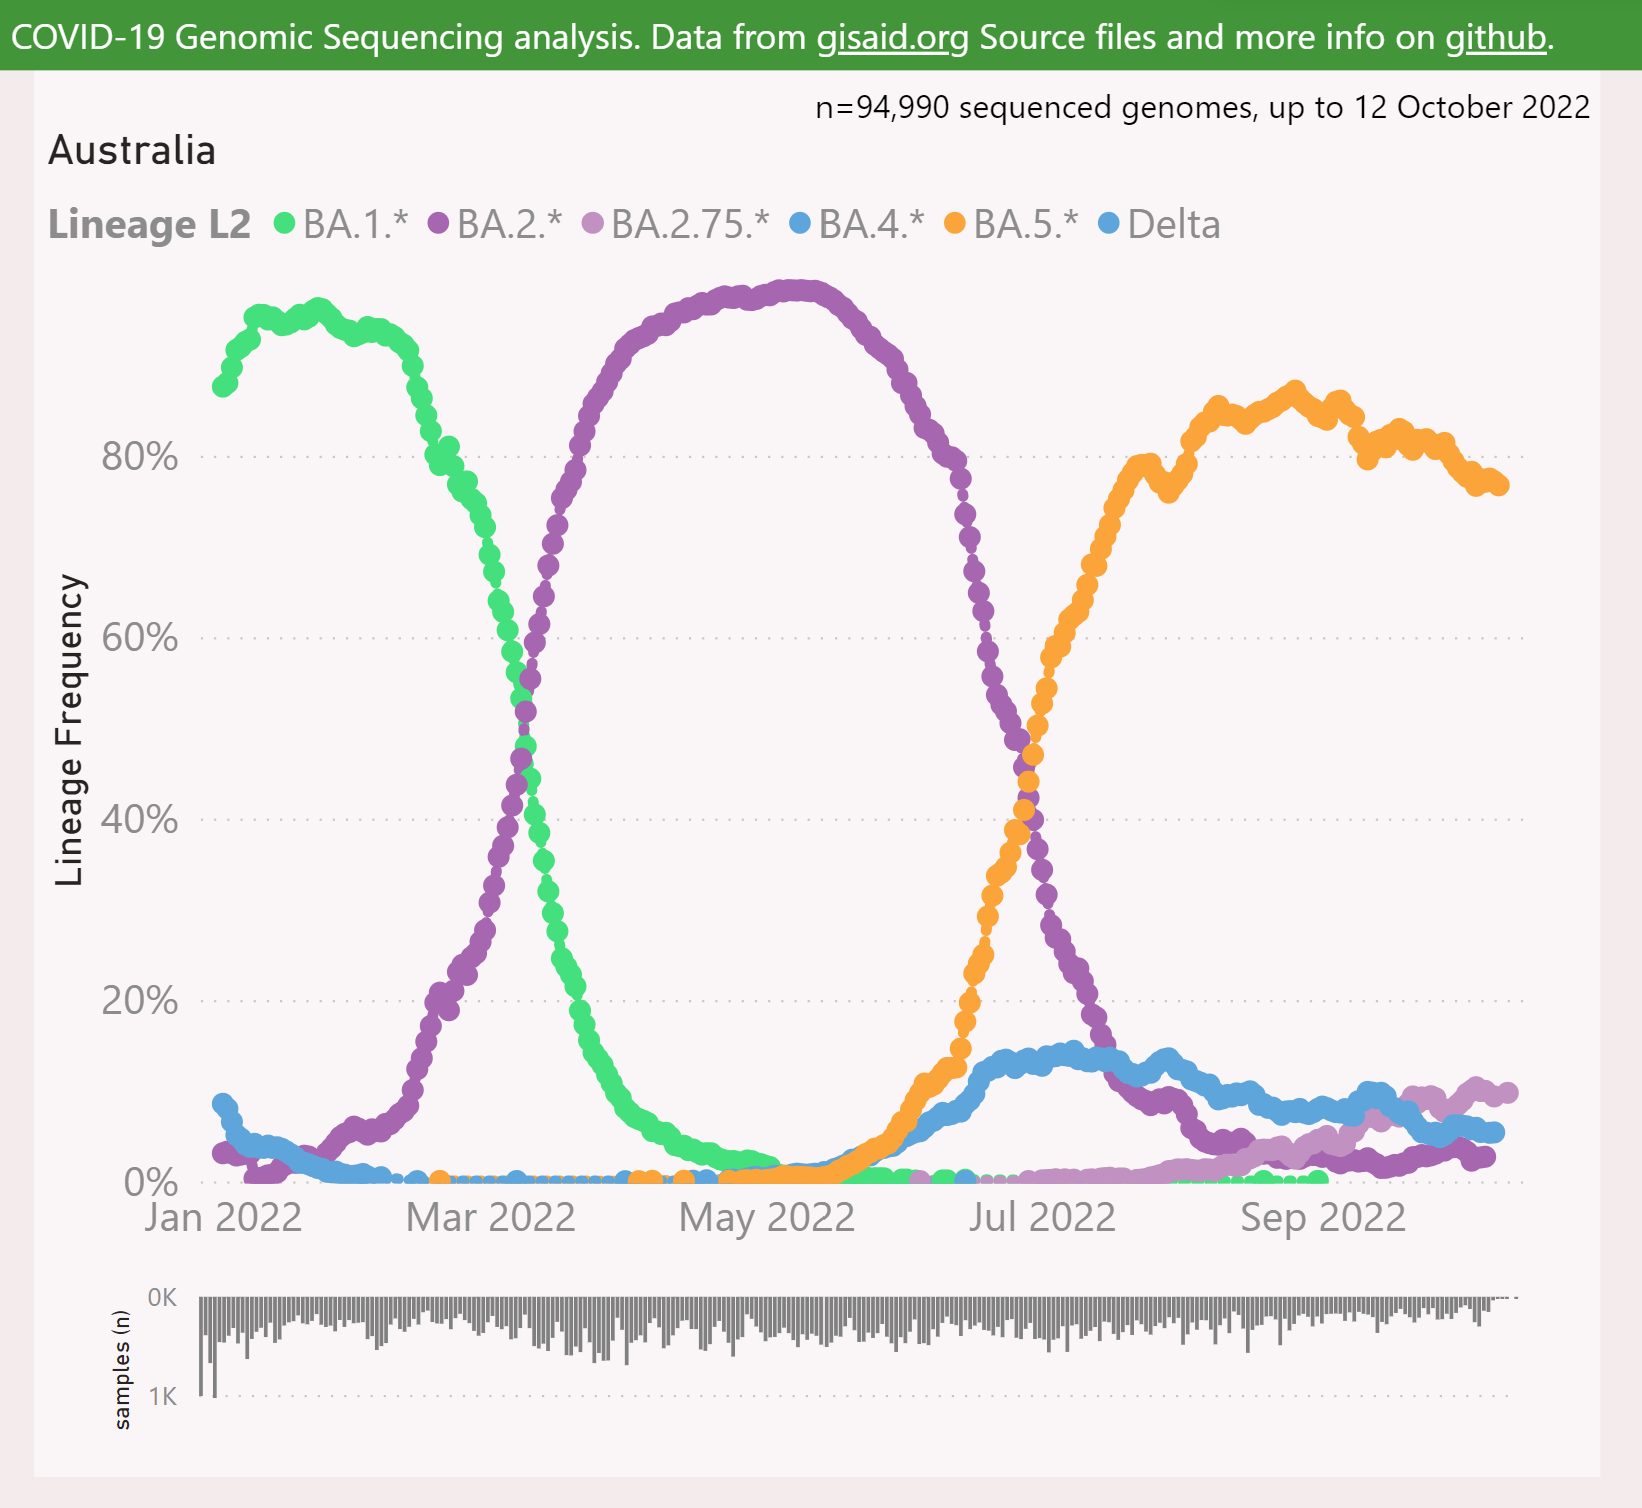 COVID-19 Genomic Sequencing analysis. Data from gisaid.org Source files and more info on github.
n=94,990 sequenced genomes, up to 12 October 2022
Australia
Lineage L2 BA.1.* BA.2.* BA.2.75.* BA.4.* BA.5.* Delta
Lineage Frequency
80%
60%
40%
20%
0%
Jan 2022 Mar 2022 May 2022 Jul 2022 Sep 2022
samples (n)
0K
1K